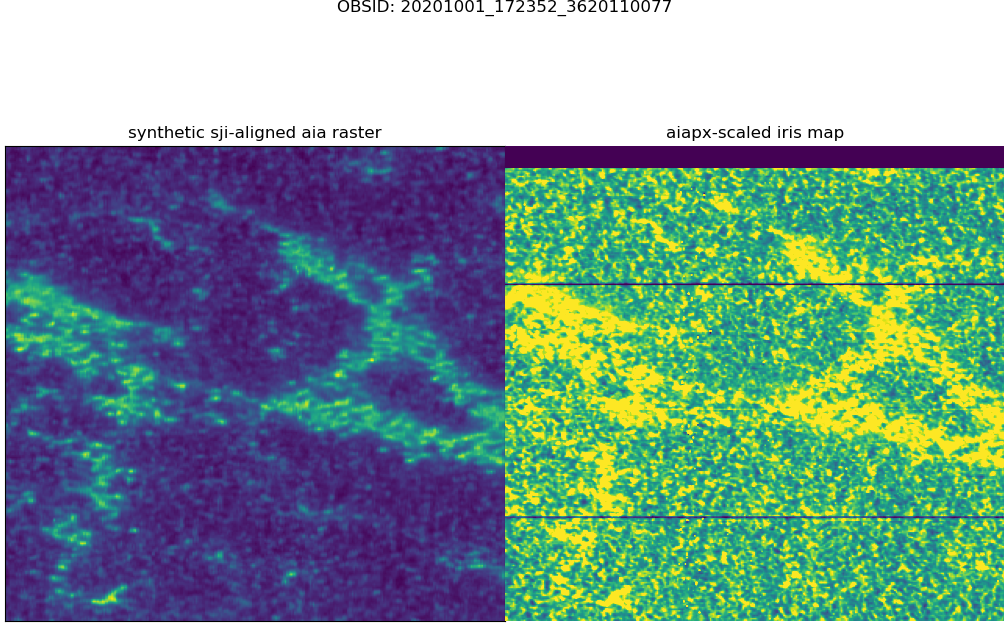 OBSID: 20201001_172352_3620110077
synthetic sji-aligned aia raster
aiapx-scaled iris map